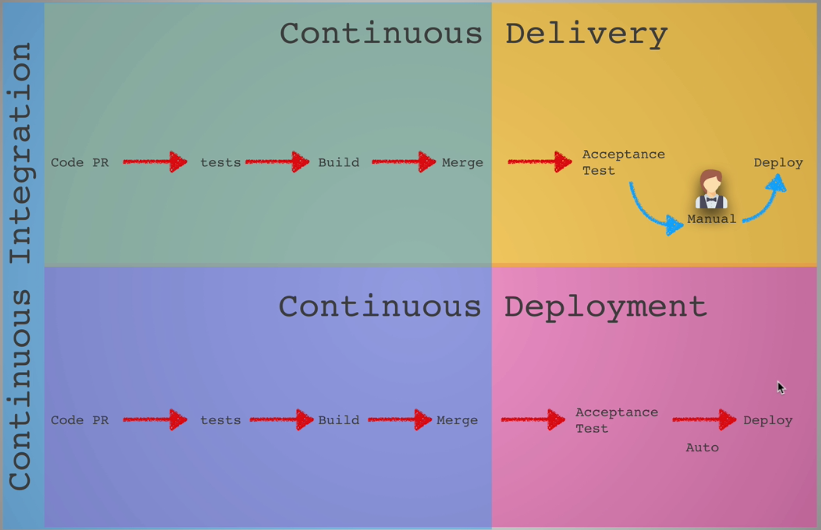 Continuous Integration
Continuous Delivery
Code PR tests Build Merge Acceptance Test Deploy
Manual
Continuous Deployment
Code PR tests Build Merge Acceptance Test Deploy
Auto